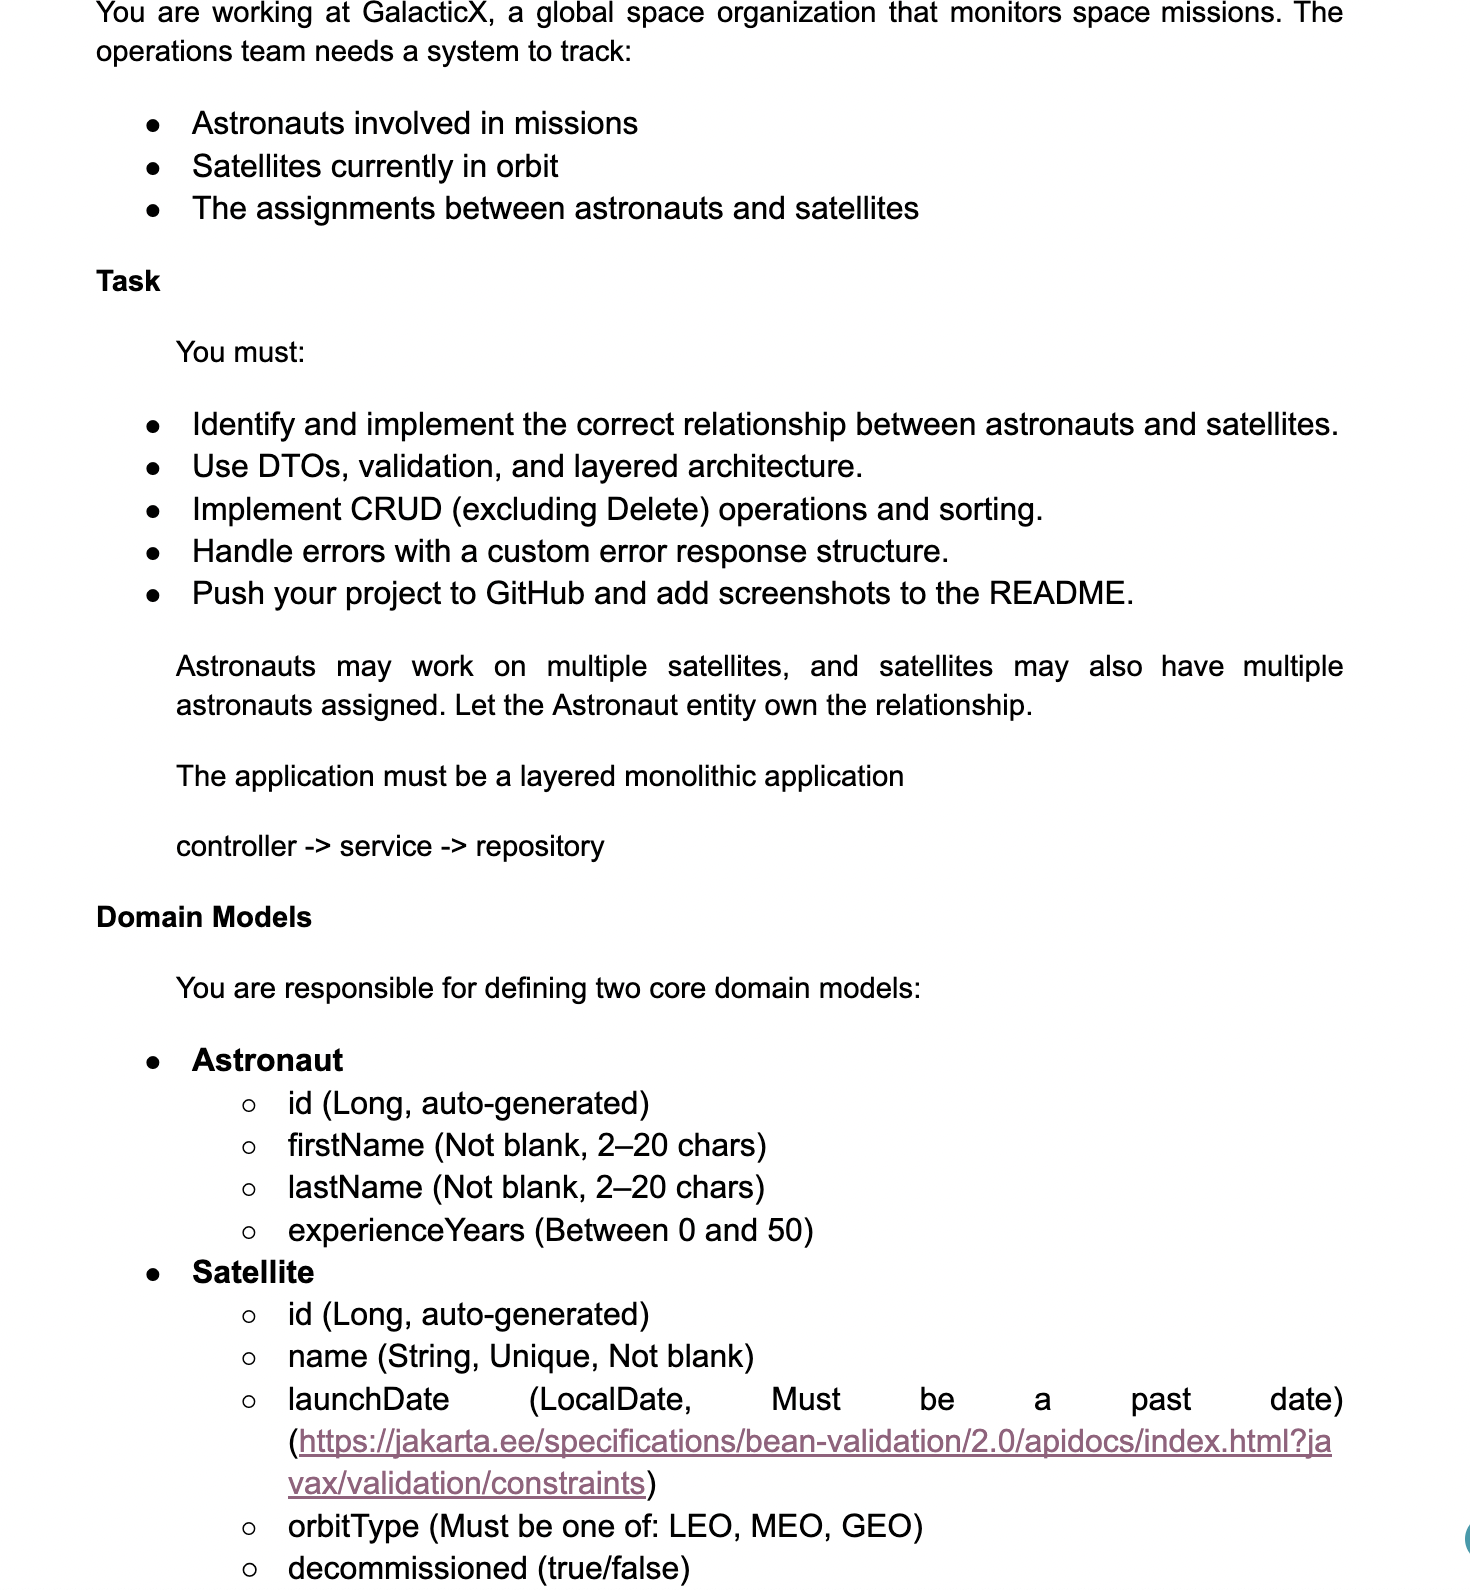 You are working at GalacticX, a global space organization that monitors space missions. The
operations team needs a system to track:
● Astronauts involved in missions
● Satellites currently in orbit
● The assignments between astronauts and satellites
Task
You must:
● Identify and implement the correct relationship between astronauts and satellites.
● Use DTOs, validation, and layered architecture.
● Implement CRUD (excluding Delete) operations and sorting.
● Handle errors with a custom error response structure.
● Push your project to GitHub and add screenshots to the README.
Astronauts may work on multiple satellites, and satellites may also have multiple
astronauts assigned. Let the Astronaut entity own the relationship.
The application must be a layered monolithic application
controller -> service -> repository
Domain Models
You are responsible for defining two core domain models:
● Astronaut
○ id (Long, auto-generated)
○ firstName (Not blank, 2–20 chars)
○ lastName (Not blank, 2–20 chars)
○ experienceYears (Between 0 and 50)
● Satellite
○ id (Long, auto-generated)
○ name (String, Unique, Not blank)
○ launchDate (LocalDate, Must be a past date)
(https://jakarta.ee/specifications/bean-validation/2.0/apidocs/index.html?ja
vax/validation/constraints)
○ orbitType (Must be one of: LEO, MEO, GEO)
○ decommissioned (true/false)